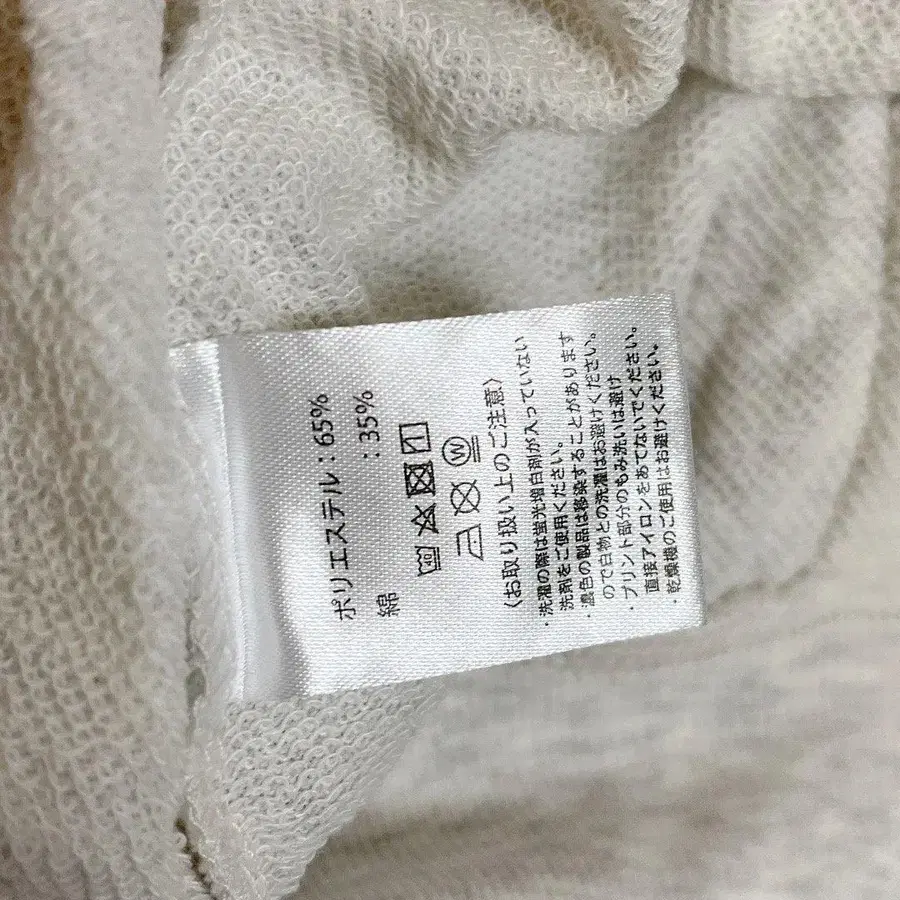 ポリエステル：65%
綿：35%
〈お取り扱い上のご注意〉
・洗濯の際は蛍光増白剤が入っていない
洗剤をご使用ください。
・濃色の製品は移染することがあります
ので白物との洗濯はお避けください。
・プリント部分のもみ洗いは避け
直接アイロンをあてないでください。
・乾燥機のご使用はお避けください。